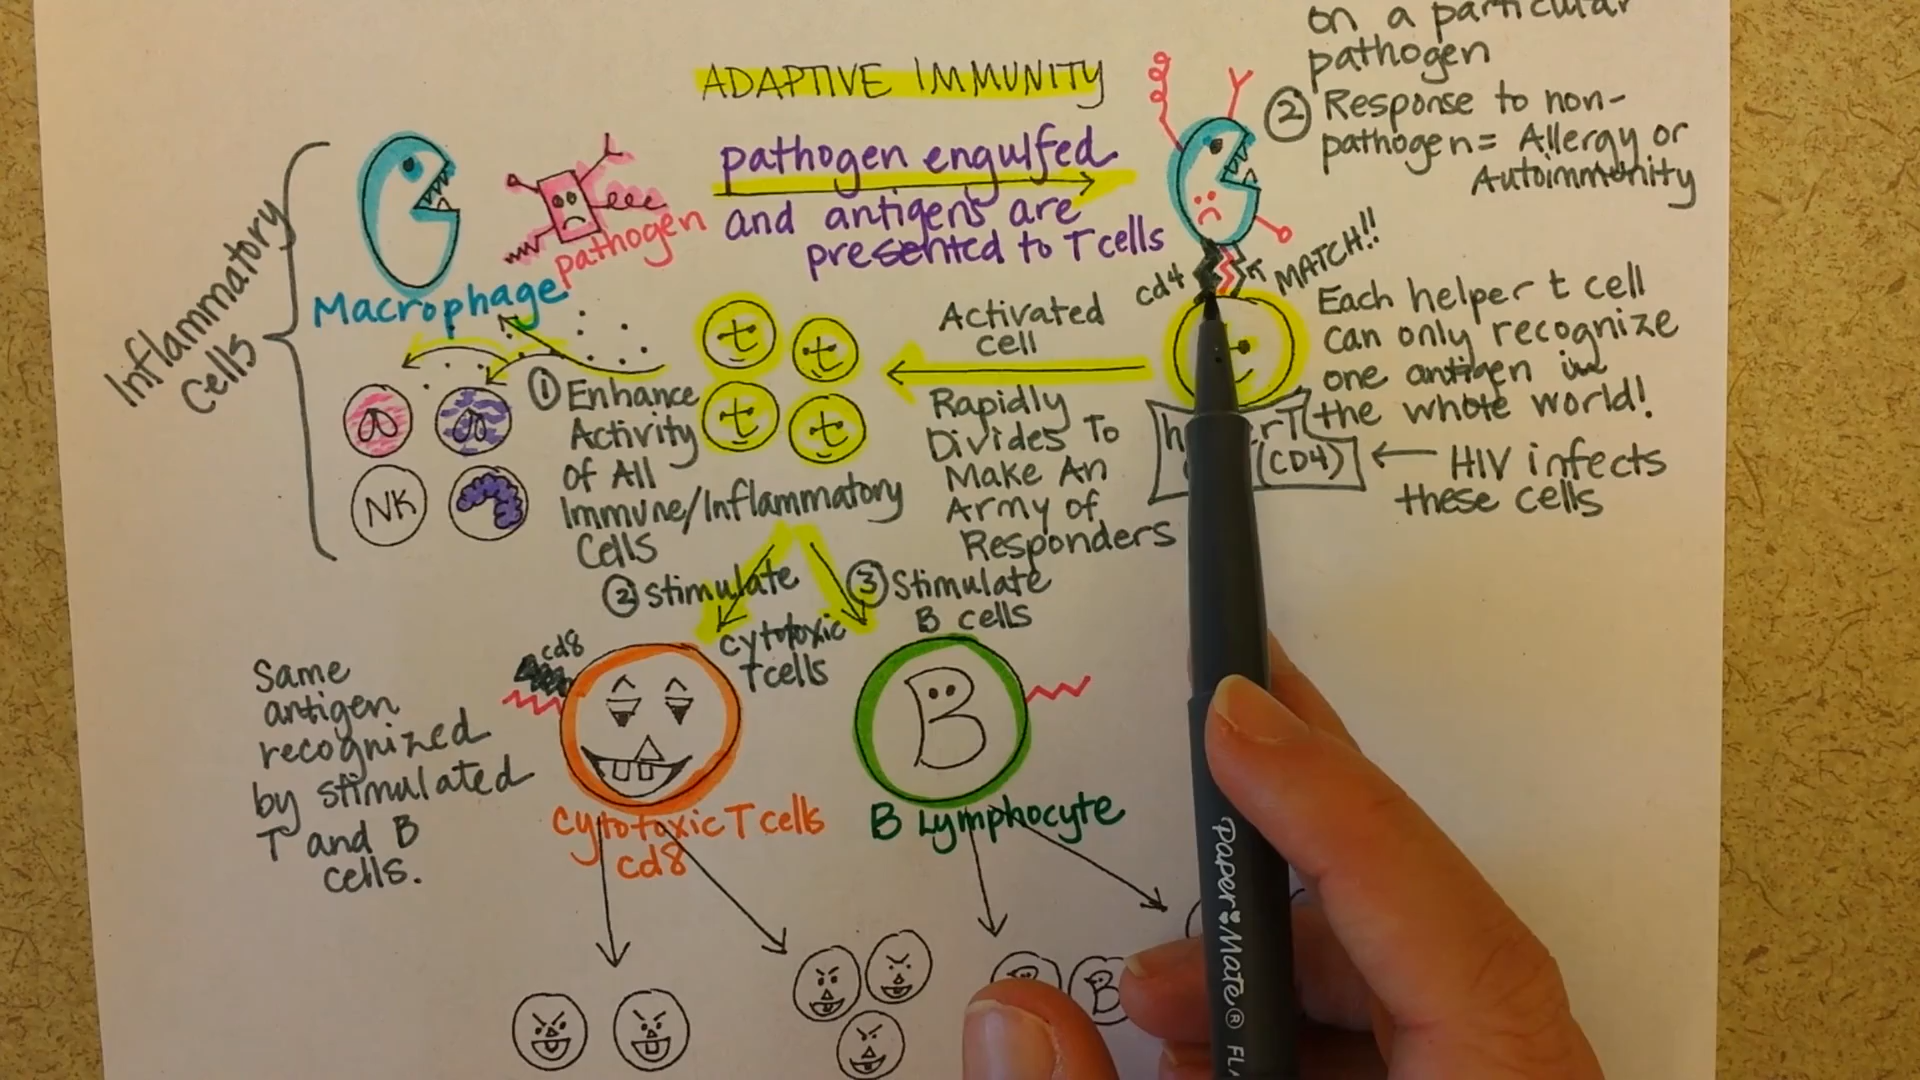 on a particular
pathogen
② Response to non-
pathogen= Allergy or
Autoimmunity
ADAPTIVE IMMUNITY
pathogen engulfed
and antigens are
presented to T cells
Inflammatory
Cells
Macrophage
pathogen
cd4
MATCH!!
Each helper t cell
can only recognize
one antigen in
the whole world!
(CD4)
HIV infects
these cells
Activated
cell
Rapidly
Divides To
Make An
Army of
Responders
t
t
t
t
① Enhance
Activity
of All
Immune/Inflammatory
Cells
NK
② stimulate
cytotoxic
T cells
③ Stimulate
B cells
cd8
Same
antigen
recognized
by stimulated
T and B
cells.
B
Cytotoxic T cells
cd8
B Lymphocyte
B
Paper Mate®